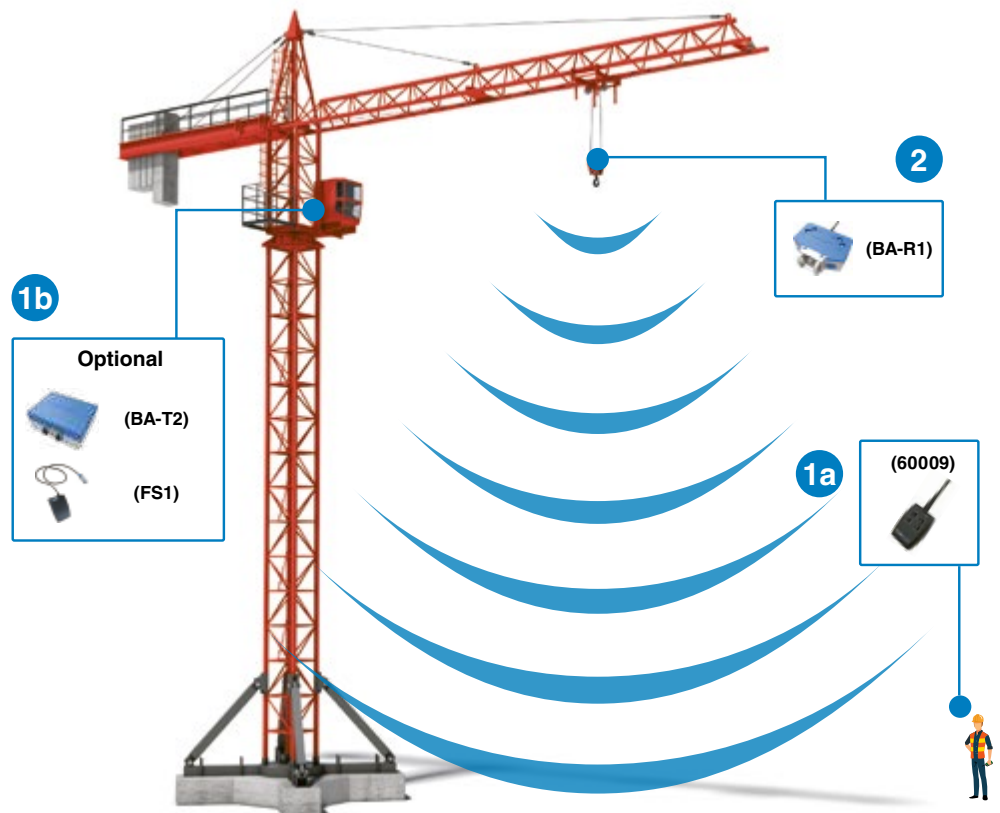 2
(BA-R1)
1b
Optional
(BA-T2)
(FS1)
1a
(60009)